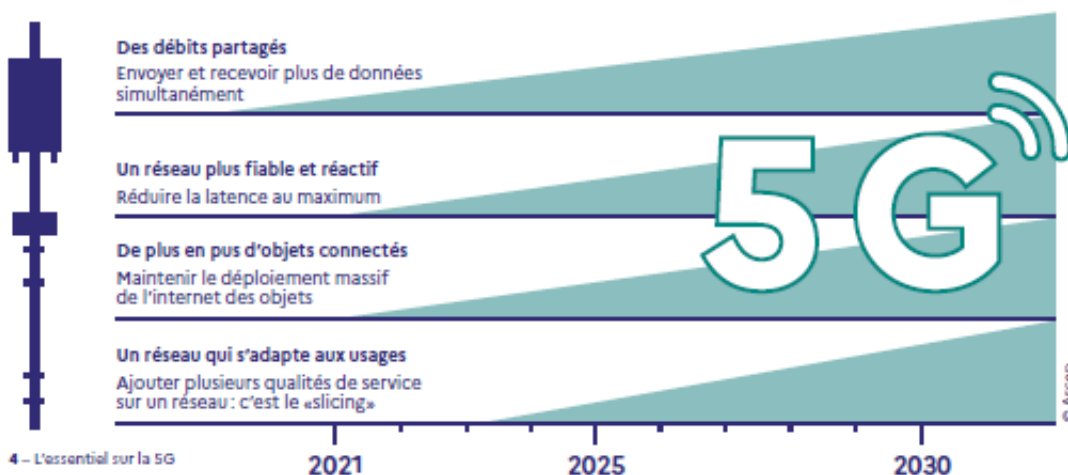 Des débits partagés
Envoyer et recevoir plus de données
simultanément
Un réseau plus fiable et réactif
Réduire la latence au maximum
5G
De plus en pus d'objets connectés
Maintenir le déploiement massif
de l'internet des objets
Un réseau qui s'adapte aux usages
Ajouter plusieurs qualités de service
sur un réseau : c'est le «slicing»
© Arcep
4 – L'essentiel sur la 5G
2021
2025
2030